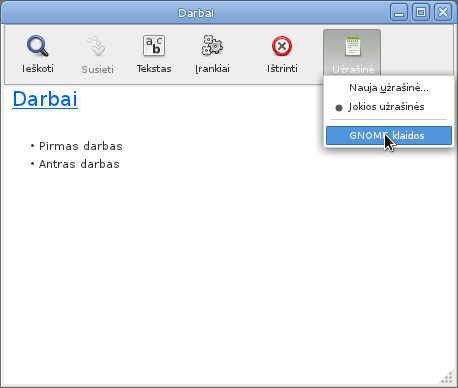 Darbai
Ieškoti
Susieti
Tekstas
Įrankiai
Ištrinti
Užrašinė
Nauja užrašinė...
Jokios užrašinės
GNOME klaidos
Darbai
• Pirmas darbas
• Antras darbas